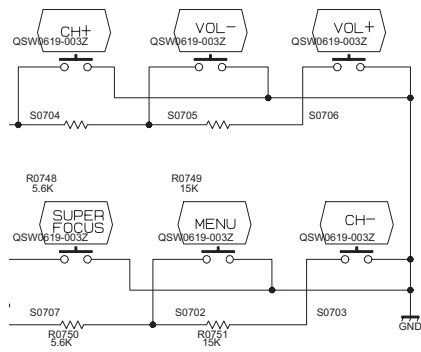 CH+ VOL- VOL+
QSW0619-003Z QSW0619-003Z QSW0619-003Z
S0704 S0705 S0706
R0748 R0749
5.6K 15K
SUPER
FOCUS MENU CH-
QSW0619-003Z QSW0619-003Z QSW0619-003Z
S0707 S0702 S0703
GND
R0750 R0751
5.6K 15K